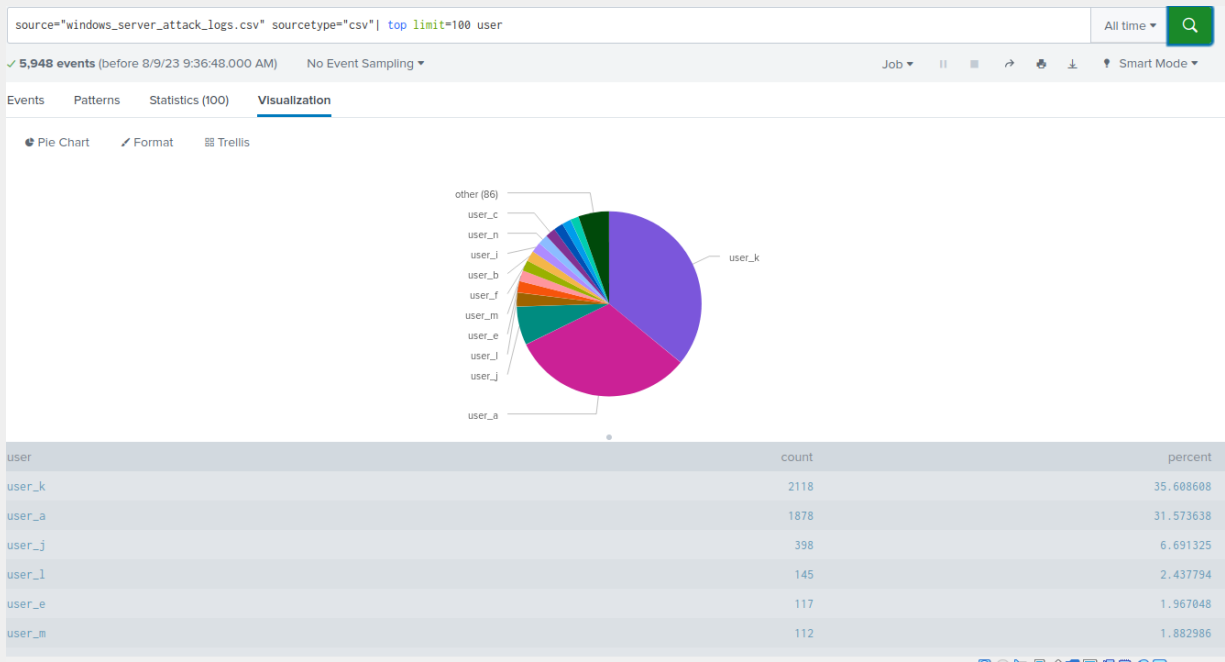 source="windows_server_attack_logs.csv" sourcetype="csv"| top limit=100 user
All time
5,948 events (before 8/9/23 9:36:48.000 AM) No Event Sampling
Job Smart Mode
Events Patterns Statistics (100) Visualization
Pie Chart Format Trellis
other (86)
user_c
user_n
user_i
user_b
user_f
user_m
user_e
user_l
user_j
user_a
user_k
user count percent
user_k 2118 35.608608
user_a 1878 31.573638
user_j 398 6.691325
user_l 145 2.437794
user_e 117 1.967048
user_m 112 1.882986